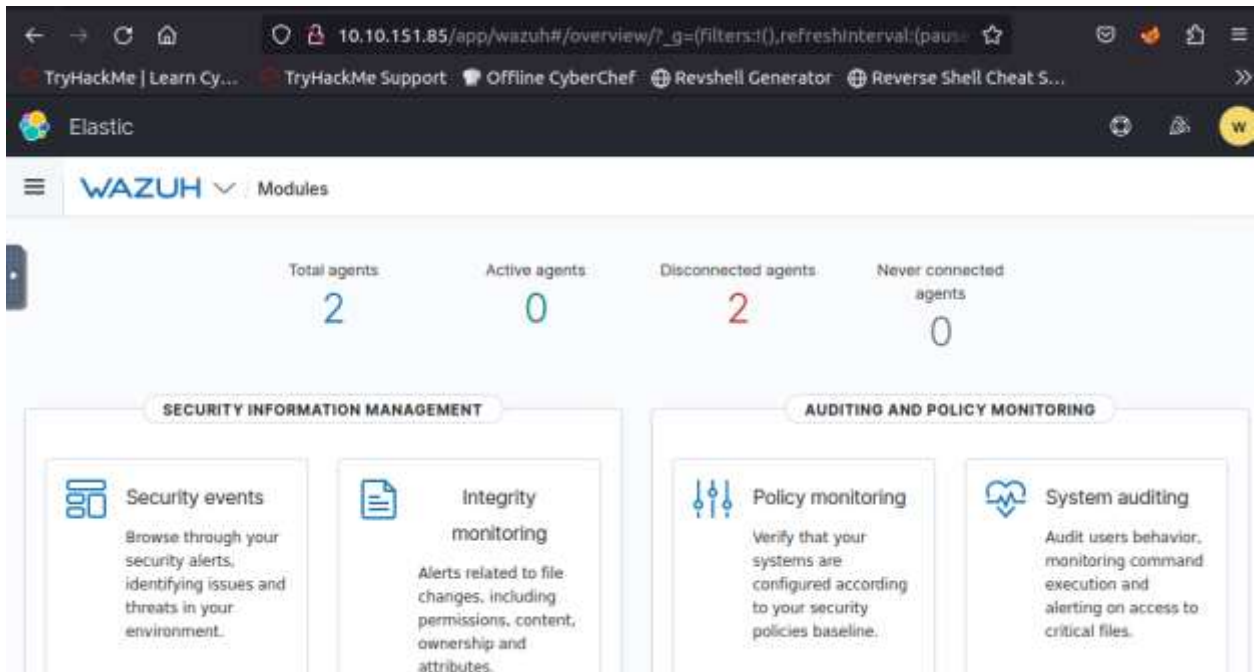 10.10.151.85/app/wazuh#/overview/?_g=(filters:!(),refreshInterval:(pause
TryHackMe | Learn Cy... TryHackMe Support Offline CyberChef Revshell Generator Reverse Shell Cheat S...
Elastic
W
WAZUH Modules
Total agents
2
Active agents
0
Disconnected agents
2
Never connected
agents
0
SECURITY INFORMATION MANAGEMENT
Security events
Browse through your
security alerts,
identifying issues and
threats in your
environment.
Integrity
monitoring
Alerts related to file
changes, including
permissions, content,
ownership and
attributes.
AUDITING AND POLICY MONITORING
Policy monitoring
Verify that your
systems are
configured according
to your security
policies baseline.
System auditing
Audit users behavior,
monitoring command
execution and
alerting on access to
critical files.